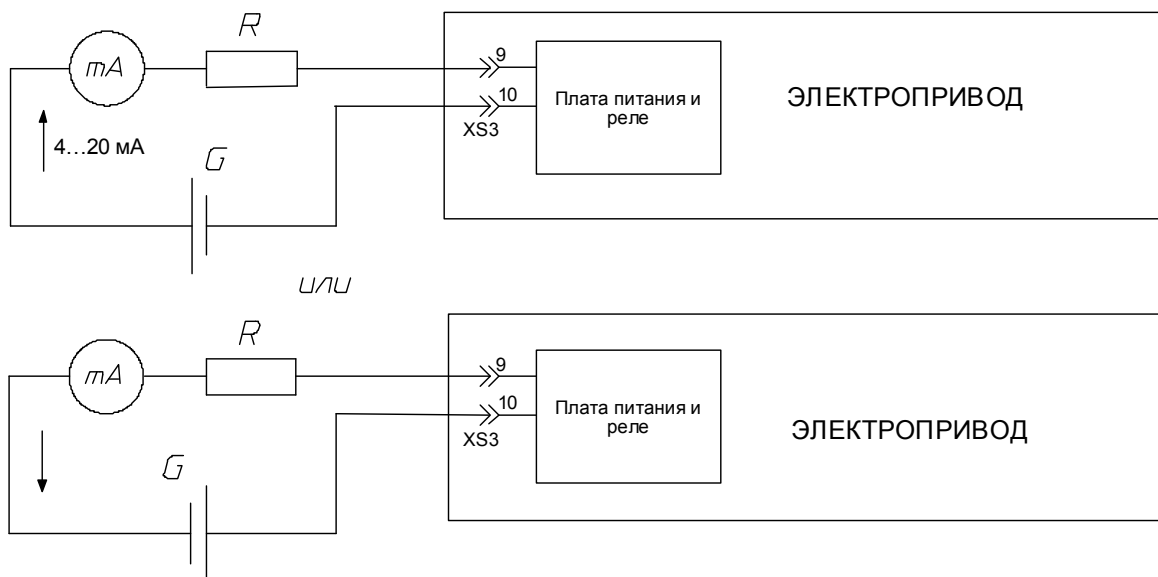 R
mA
9
10
XS3
Плата питания и
реле
ЭЛЕКТРОПРИВОД
4...20 мА
G
или
R
mA
9
10
XS3
Плата питания и
реле
ЭЛЕКТРОПРИВОД
G